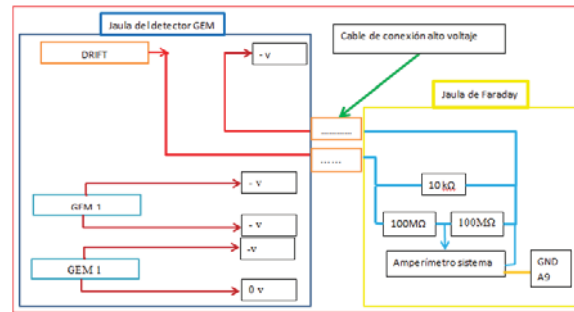 Jaula del detector GEM
DRIFT
- v
Cable de conexión alto voltaje
Jaula de Faraday
..........
......
- v
GEM 1
- v
-v
GEM 1
0 v
10 kΩ
100MΩ
100MΩ
Amperímetro sistema
GND
A9